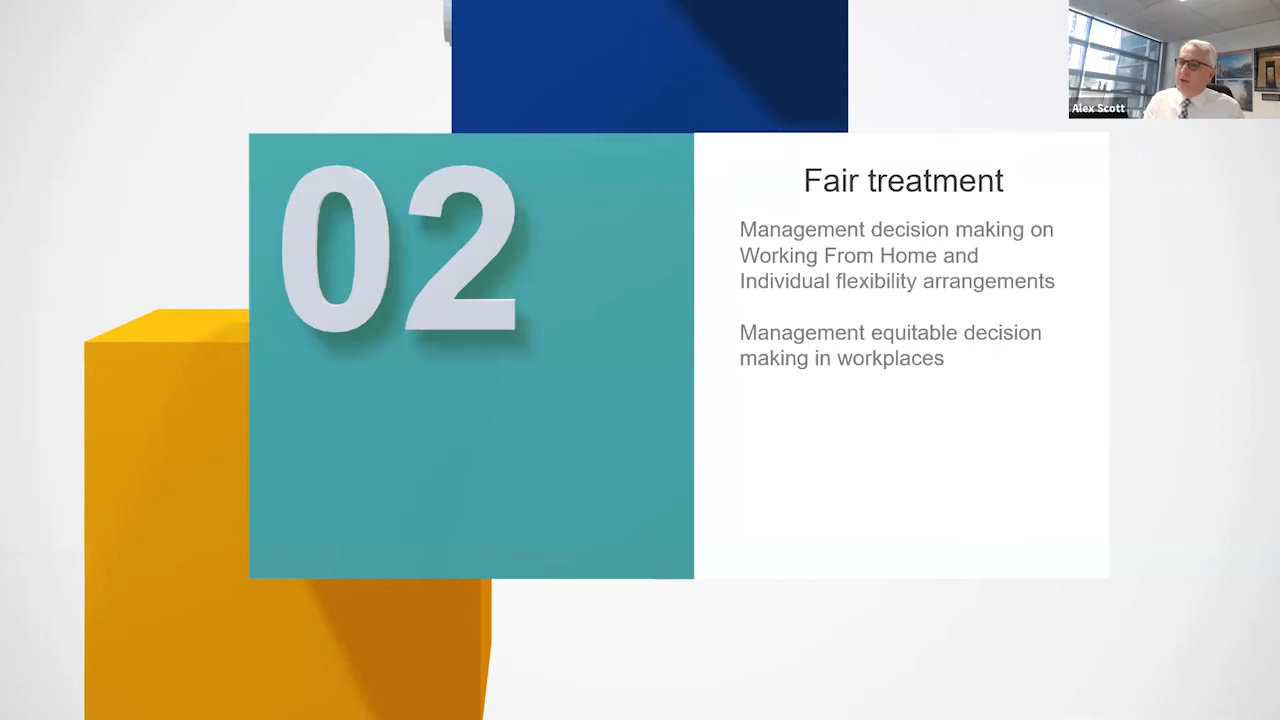 Alex Scott
02
Fair treatment
Management decision making on
Working From Home and
Individual flexibility arrangements
Management equitable decision
making in workplaces